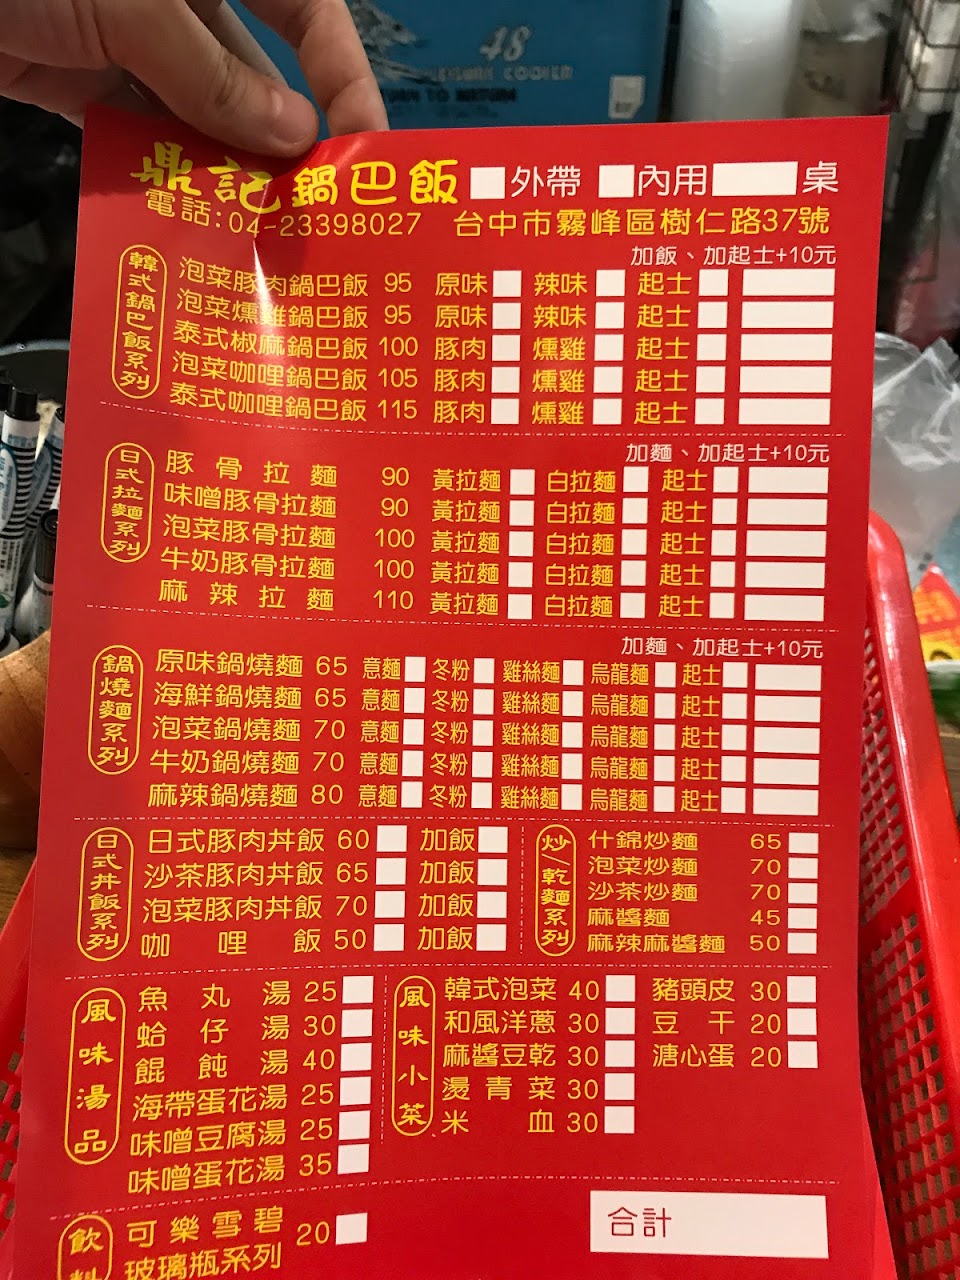 48
鼎記鍋巴飯 外帶 內用 桌
電話:04-23398027 台中市霧峰區樹仁路37號
加飯、加起士+10元
韓式鍋巴飯系列
泡菜豚肉鍋巴飯 95 原味 辣味 起士
泡菜燻雞鍋巴飯 95 原味 辣味 起士
泰式椒麻鍋巴飯 100 豚肉 燻雞 起士
泡菜咖哩鍋巴飯 105 豚肉 燻雞 起士
泰式咖哩鍋巴飯 115 豚肉 燻雞 起士
加麵、加起士+10元
日式拉麵系列
豚骨拉麵 90 黃拉麵 白拉麵 起士
味噌豚骨拉麵 90 黃拉麵 白拉麵 起士
泡菜豚骨拉麵 100 黃拉麵 白拉麵 起士
牛奶豚骨拉麵 100 黃拉麵 白拉麵 起士
麻辣拉麵 110 黃拉麵 白拉麵 起士
加麵、加起士+10元
鍋燒麵系列
原味鍋燒麵 65 意麵 冬粉 雞絲麵 烏龍麵 起士
海鮮鍋燒麵 65 意麵 冬粉 雞絲麵 烏龍麵 起士
泡菜鍋燒麵 70 意麵 冬粉 雞絲麵 烏龍麵 起士
牛奶鍋燒麵 70 意麵 冬粉 雞絲麵 烏龍麵 起士
麻辣鍋燒麵 80 意麵 冬粉 雞絲麵 烏龍麵 起士
日式丼飯系列
日式豚肉丼飯 60 加飯
沙茶豚肉丼飯 65 加飯
泡菜豚肉丼飯 70 加飯
咖哩飯 50 加飯
炒/乾麵系列
什錦炒麵 65
泡菜炒麵 70
沙茶炒麵 70
麻醬麵 45
麻辣麻醬麵 50
風味湯品
魚丸湯 25
蛤仔湯 30
餛飩湯 40
海帶蛋花湯 25
味噌豆腐湯 25
味噌蛋花湯 35
風味小菜
韓式泡菜 40 豬頭皮 30
和風洋蔥 30 豆干 20
麻醬豆乾 30 溏心蛋 20
燙青菜 30
米血 30
飲料
可樂雪碧
玻璃瓶系列 20
合計